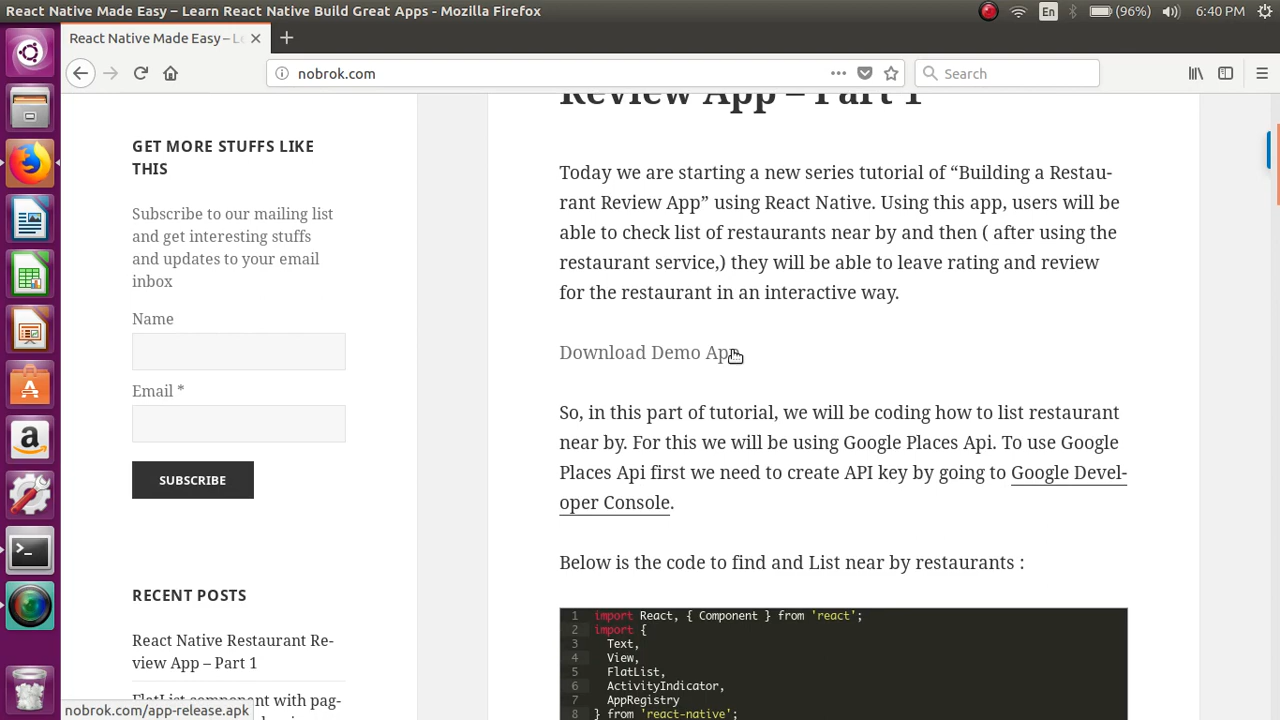 React Native Made Easy – Learn React Native Build Great Apps - Mozilla Firefox
En
(96%)
6:40 PM
React Native Made Easy – Le
nobrok.com
Search
Review App – Part 1
GET MORE STUFFS LIKE
THIS
Subscribe to our mailing list
and get interesting stuffs
and updates to your email
inbox
Name
Email *
SUBSCRIBE
RECENT POSTS
React Native Restaurant Re-
view App – Part 1
FlatList component with pag-
Today we are starting a new series tutorial of “Building a Restau-
rant Review App” using React Native. Using this app, users will be
able to check list of restaurants near by and then ( after using the
restaurant service,) they will be able to leave rating and review
for the restaurant in an interactive way.
Download Demo App
So, in this part of tutorial, we will be coding how to list restaurant
near by. For this we will be using Google Places Api. To use Google
Places Api first we need to create API key by going to Google Devel-
oper Console.
Below is the code to find and List near by restaurants :
1 import React, { Component } from 'react';
2 import {
3 Text,
4 View,
5 FlatList,
6 ActivityIndicator,
7 AppRegistry
8 } from 'react-native';
nobrok.com/app-release.apk